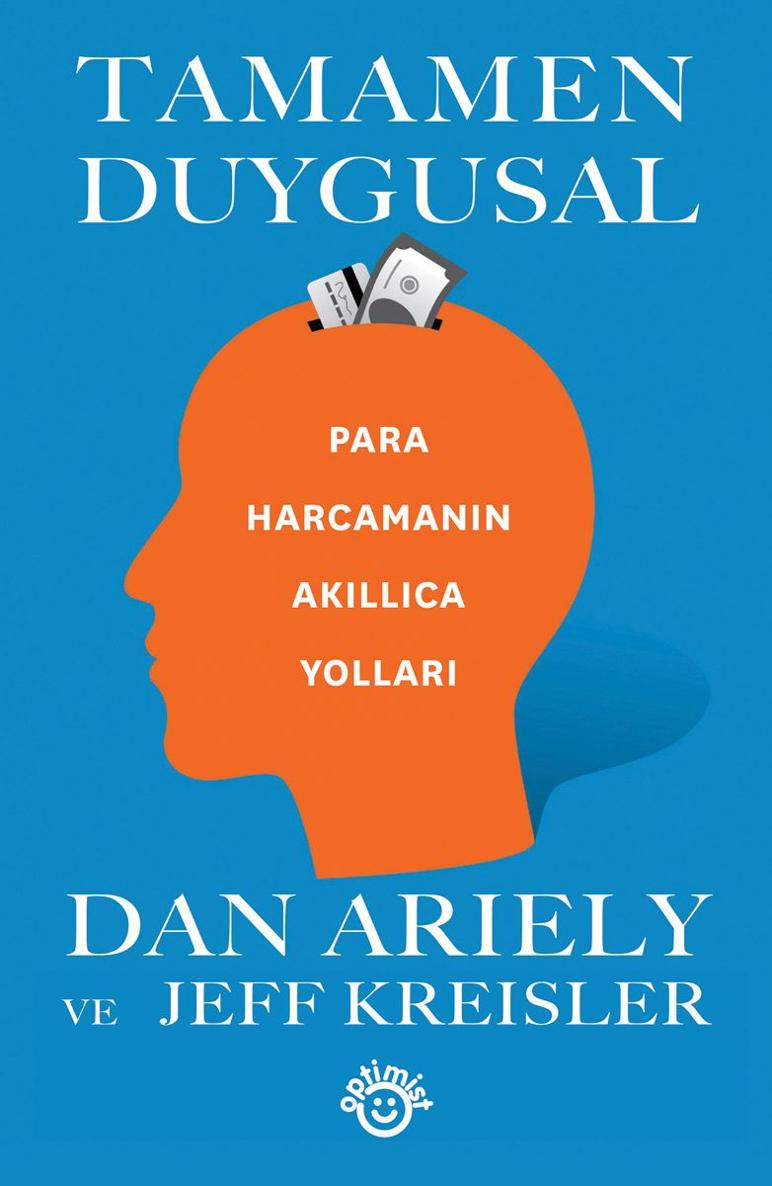 TAMAMEN
DUYGUSAL
PARA
HARCAMANIN
AKILLICA
YOLLARI
DAN ARIELY
VE JEFF KREISLER
optimist